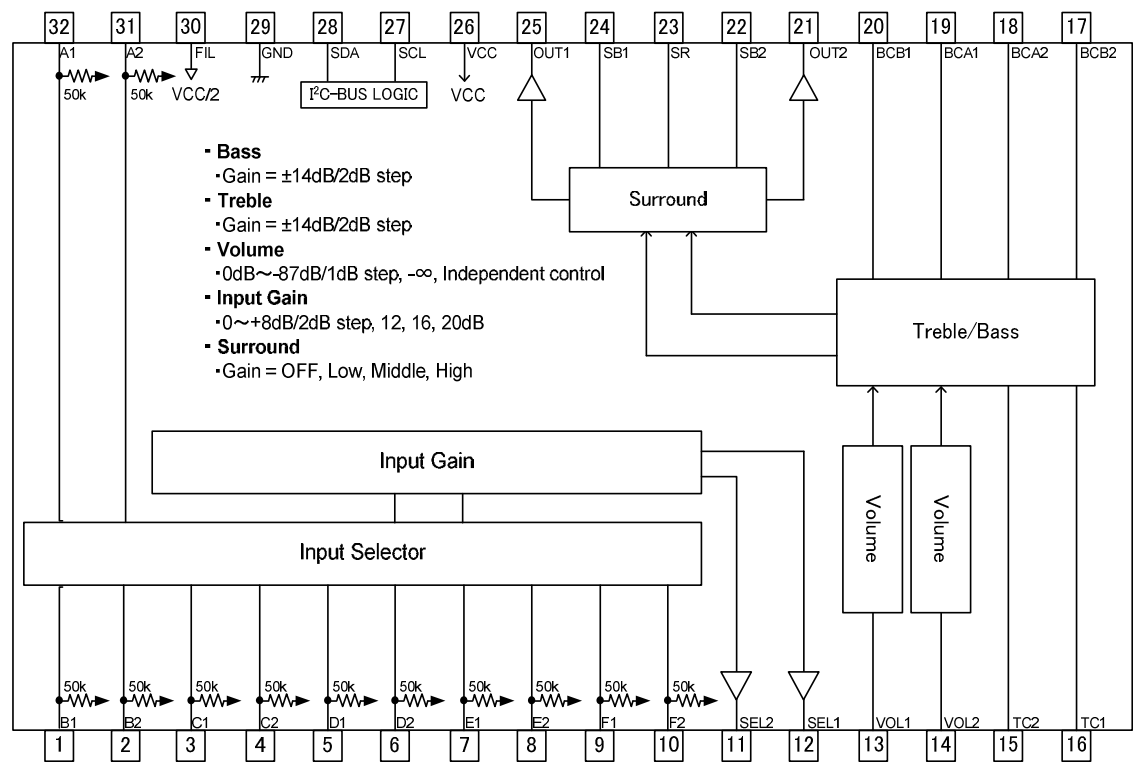 32 31 30 29 28 27 26 25 24 23 22 21 20 19 18 17
A1 A2 FIL GND SDA SCL VCC OUT1 SB1 SR SB2 OUT2 BCB1 BCA1 BCA2 BCB2
50k 50k VCC/2 I²C-BUS LOGIC VCC
▪ Bass
▪Gain = ±14dB/2dB step
▪ Treble
▪Gain = ±14dB/2dB step
▪ Volume
▪0dB～-87dB/1dB step, -∞, Independent control
▪ Input Gain
▪0～+8dB/2dB step, 12, 16, 20dB
▪ Surround
▪Gain = OFF, Low, Middle, High
Surround
Treble/Bass
Input Gain
Volume
Volume
Input Selector
50k 50k 50k 50k 50k 50k 50k 50k 50k 50k
B1 B2 C1 C2 D1 D2 E1 E2 F1 F2 SEL2 SEL1 VOL1 VOL2 TC2 TC1
1 2 3 4 5 6 7 8 9 10 11 12 13 14 15 16